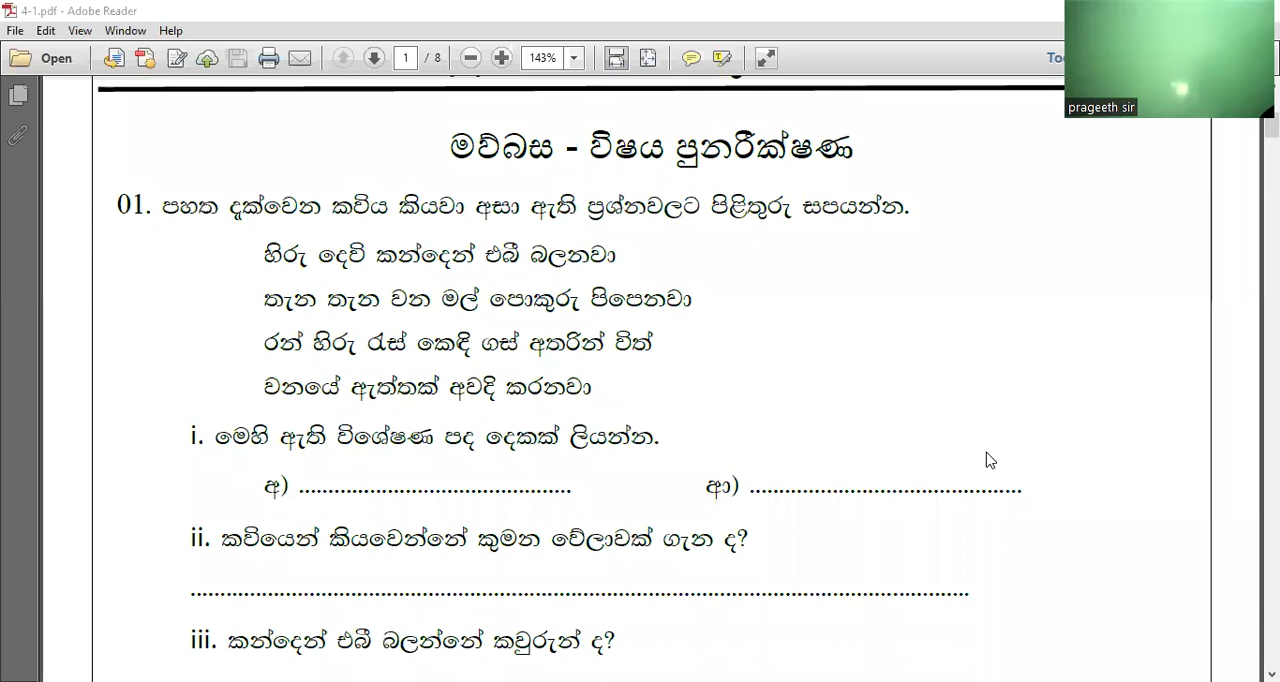 4-1.pdf - Adobe Reader
File Edit View Window Help
Open 1 / 8 143%
prageeth sir
මව්බස - විෂය පුනරීක්ෂණ
01. පහත දැක්වෙන කවිය කියවා අසා ඇති ප්‍රශ්නවලට පිළිතුරු සපයන්න.
හිරු දෙවි කන්දෙන් එබී බලනවා
තැන තැන වන මල් පොකුරු පිපෙනවා
රන් හිරු රැස් කෙඳි ගස් අතරින් විත්
වනයේ ඇත්තක් අවදි කරනවා
i. මෙහි ඇති විශේෂණ පද දෙකක් ලියන්න.
අ) ............................................... ආ) ...............................................
ii. කවියෙන් කියවෙන්නේ කුමන වේලාවක් ගැන ද?
.......................................................................................................................................
iii. කන්දෙන් එබී බලන්නේ කවුරුන් ද?